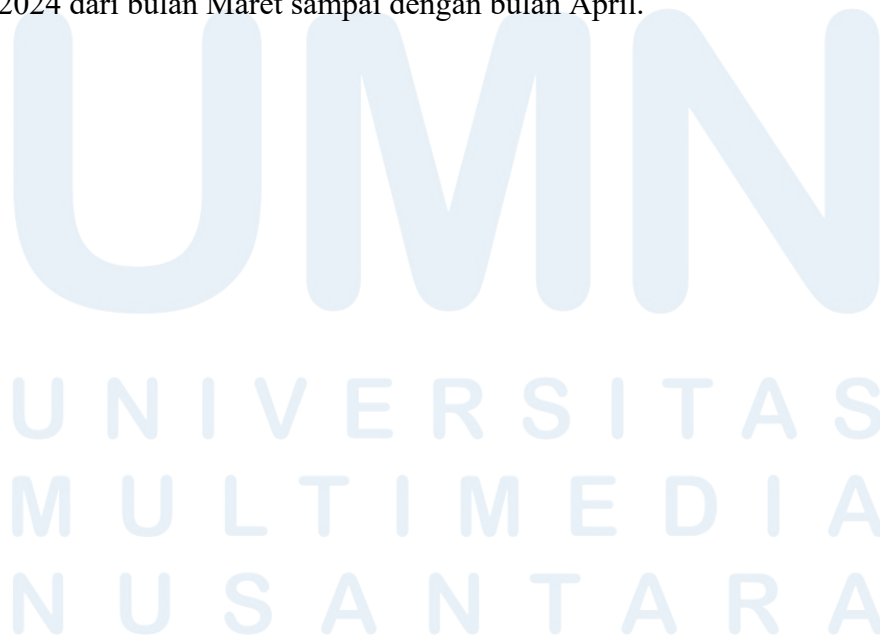 2024 dari bulan Maret sampai dengan bulan April.
UMN
UNIVERSITAS
MULTIMEDIA
NUSANTARA